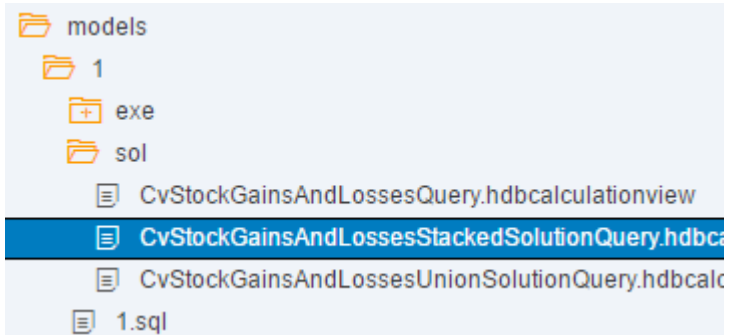 models
1
exe
sol
CvStockGainsAndLossesQuery.hdbcalculationview
CvStockGainsAndLossesStackedSolutionQuery.hdbca
CvStockGainsAndLossesUnionSolutionQuery.hdbcalc
1.sql